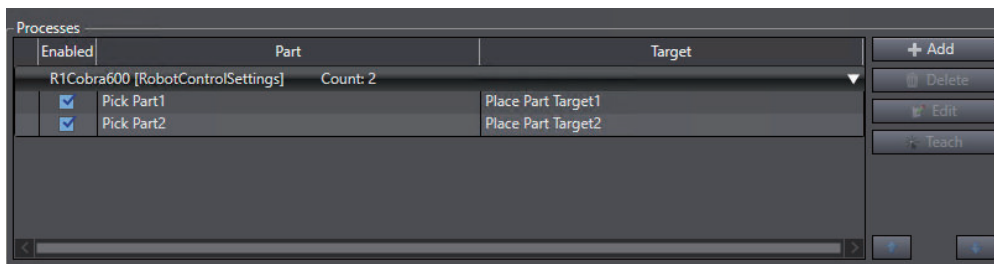 Processes
Enabled Part Target
R1Cobra600 [RobotControlSettings] Count: 2
Pick Part1 Place Part Target1
Pick Part2 Place Part Target2
Add
Delete
Edit
Teach